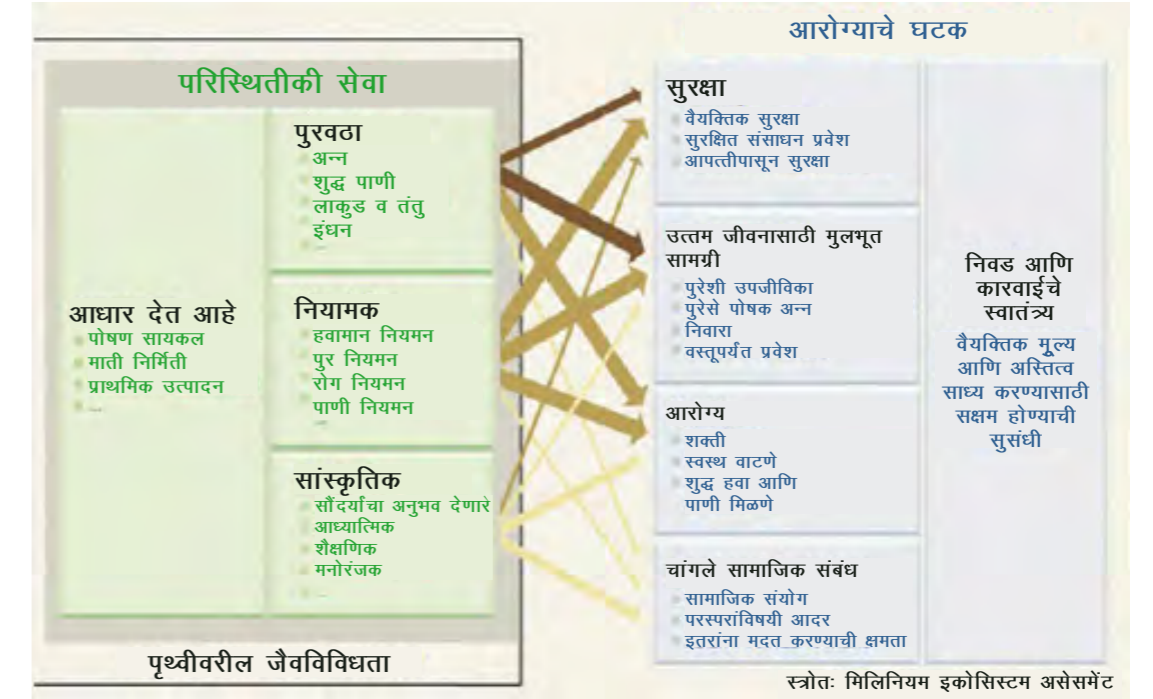 आरोग्याचे घटक
परिस्थितीकी सेवा
आधार देत आहे
पोषण सायकल
माती निर्मिती
प्राथमिक उत्पादन
...
पुरवठा
अन्न
शुद्ध पाणी
लाकुड व तंतु
इंधन
...
नियामक
हवामान नियमन
पुर नियमन
रोग नियमन
पाणी नियमन
...
सांस्कृतिक
सौंदर्याचा अनुभव देणारे
आध्यात्मिक
शैक्षणिक
मनोरंजक
...
पृथ्वीवरील जैवविविधता
सुरक्षा
वैयक्तिक सुरक्षा
सुरक्षित संसाधन प्रवेश
आपत्तीपासून सुरक्षा
उत्तम जीवनासाठी मुलभूत
सामग्री
पुरेशी उपजीविका
पुरेसे पोषक अन्न
निवारा
वस्तूपर्यंत प्रवेश
आरोग्य
शक्ती
स्वस्थ वाटणे
शुद्ध हवा आणि
पाणी मिळणे
चांगले सामाजिक संबंध
सामाजिक संयोग
परस्परांविषयी आदर
इतरांना मदत करण्याची क्षमता
निवड आणि
कारवाईचे
स्वातंत्र्य
वैयक्तिक मूल्य
आणि अस्तित्व
साध्य करण्यासाठी
सक्षम होण्याची
सुसंधी
स्त्रोतः मिलिनियम इकोसिस्टम असेसमेंट